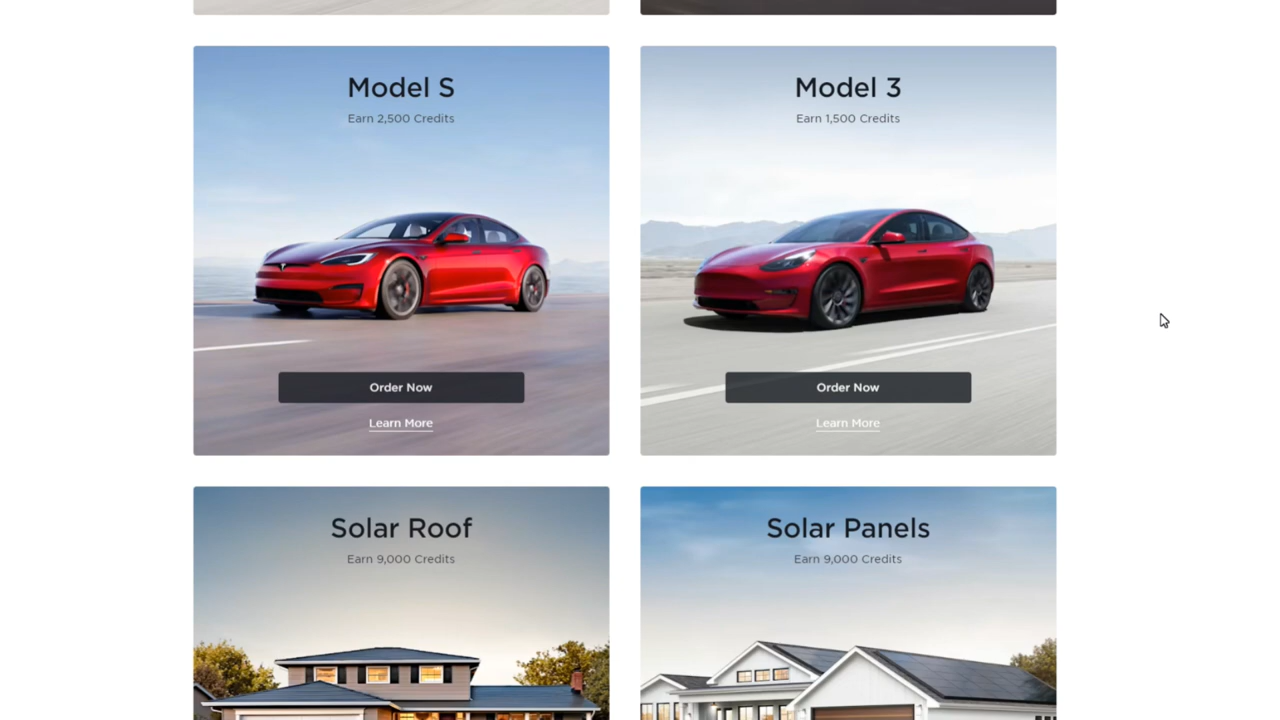 Model S
Earn 2,500 Credits
Order Now
Learn More
Model 3
Earn 1,500 Credits
Order Now
Learn More
Solar Roof
Earn 9,000 Credits
Solar Panels
Earn 9,000 Credits